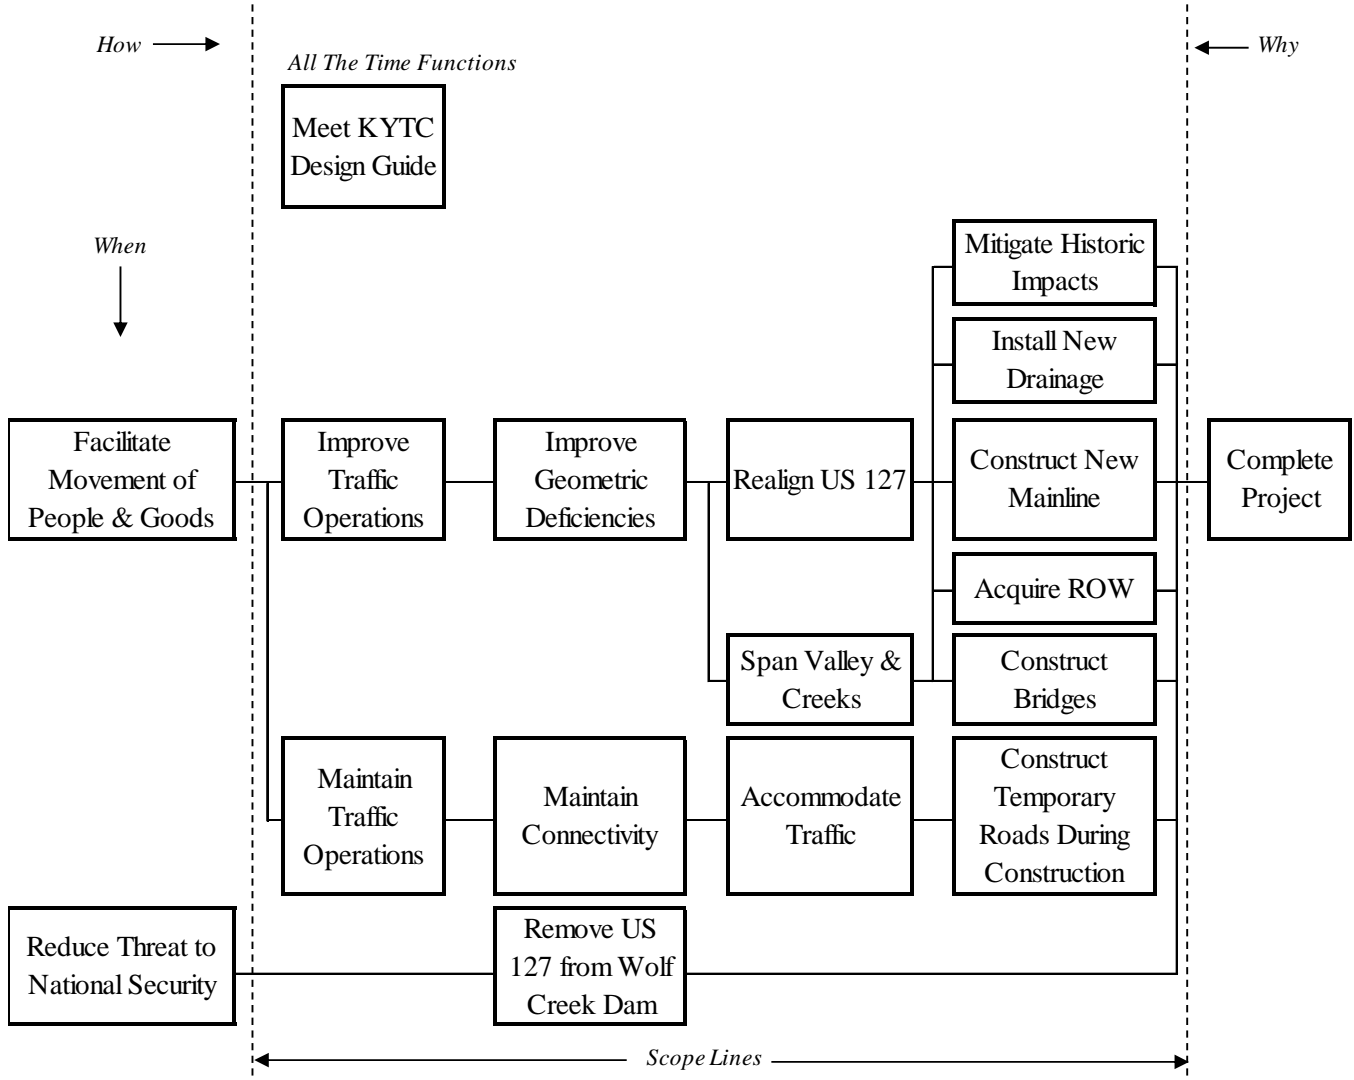 How
Why
All The Time Functions
Meet KYTC
Design Guide
When
Mitigate Historic
Impacts
Install New
Drainage
Facilitate
Movement of
People & Goods
Improve
Traffic
Operations
Improve
Geometric
Deficiencies
Realign US 127
Construct New
Mainline
Complete
Project
Acquire ROW
Span Valley &
Creeks
Construct
Bridges
Maintain
Traffic
Operations
Maintain
Connectivity
Accommodate
Traffic
Construct
Temporary
Roads During
Construction
Reduce Threat to
National Security
Remove US
127 from Wolf
Creek Dam
Scope Lines